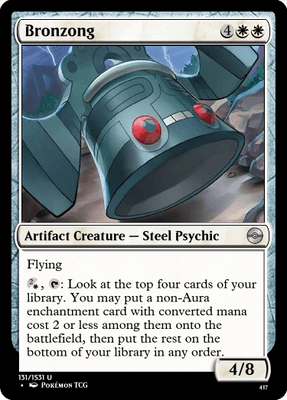 Bronzong 4
Artifact Creature — Steel Psychic
Flying
, : Look at the top four cards of your
library. You may put a non-Aura
enchantment card with converted mana
cost 2 or less among them onto the
battlefield, then put the rest on the
bottom of your library in any order.
4/8
131/1531 U
• Pokémon TCG